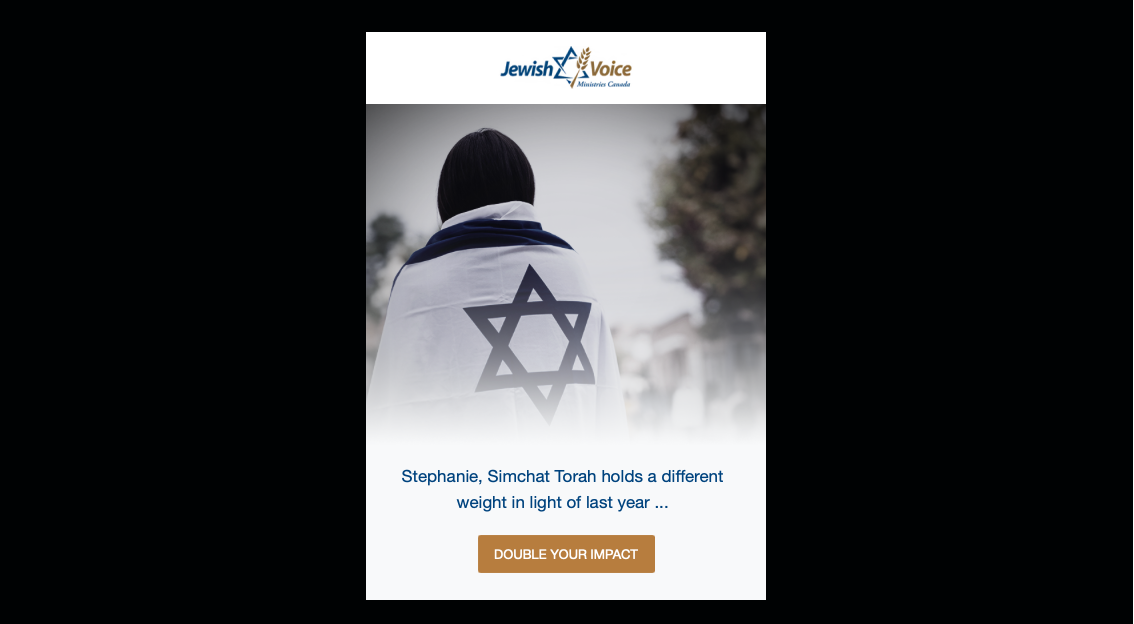 Jewish Voice
Ministries Canada
Stephanie, Simchat Torah holds a different
weight in light of last year ...
DOUBLE YOUR IMPACT